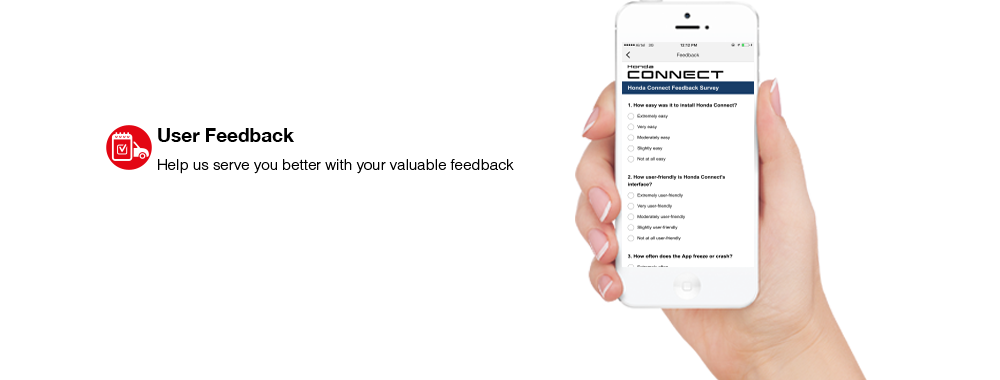 User Feedback
Help us serve you better with your valuable feedback
12:12 PM
Feedback
Honda
CONNECT
Honda Connect Feedback Survey
1. How easy was it to install Honda Connect?
Extremely easy
Very easy
Moderately easy
Slightly easy
Not at all easy
2. How user-friendly is Honda Connect's
interface?
Extremely user-friendly
Very user-friendly
Moderately user-friendly
Slightly user-friendly
Not at all user-friendly
3. How often does the App freeze or crash?